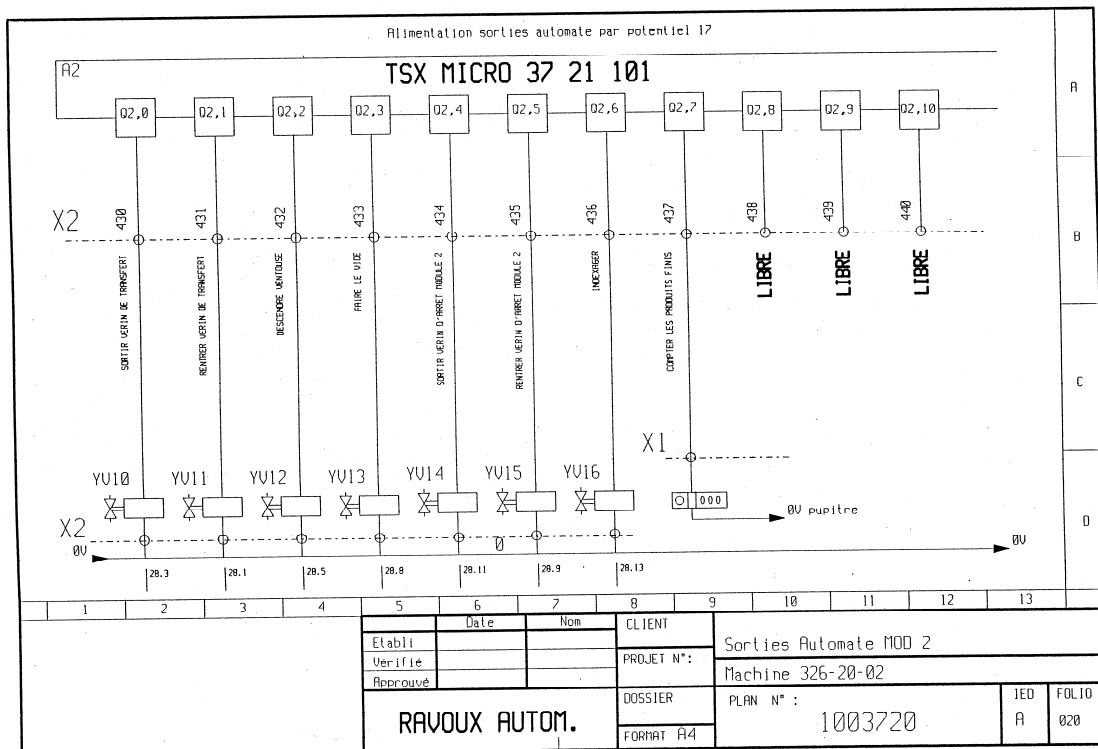 Alimentation sorties automate par potentiel 17
A2
TSX MICRO 37 21 101
Q2,0 Q2,1 Q2,2 Q2,3 Q2,4 Q2,5 Q2,6 Q2,7 Q2,8 Q2,9 Q2,10
A
X2
430 431 432 433 434 435 436 437 438 439 440
B
SORTIR VERIN DE TRANSFERT
RENTRER VERIN DE TRANSFERT
DESCENDRE VENTOUSE
FAIRE LE VIDE
SORTIR VERIN D'ARRET MODULE 2
RENTRER VERIN D'ARRET MODULE 2
INDEXAGER
COMPTER LES PRODUITS FINIS
LIBRE
LIBRE
LIBRE
C
X1
YV10 YV11 YV12 YV13 YV14 YV15 YV16
000
0V pupitre
D
X2
0V
0
0V
28.3 28.1 28.5 28.8 28.11 28.9 28.13
1 2 3 4 5 6 7 8 9 10 11 12 13
Date Nom
Etabli
Vérifié
Approuvé
RAVOUX AUTOM.
CLIENT
PROJET N°:
DOSSIER
FORMAT A4
Sorties Automate MOD 2
Machine 326-20-02
PLAN N° :
1003720
IED
A
FOLIO
020